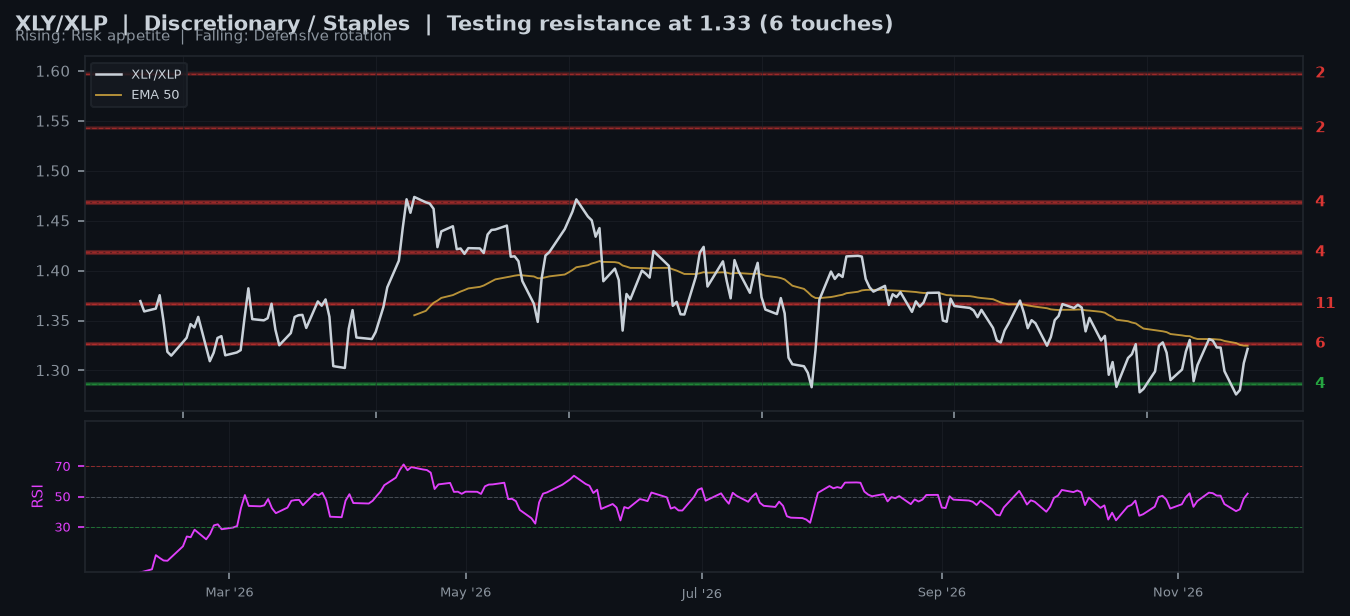 XLY/XLP | Discretionary / Staples | Testing resistance at 1.33 (6 touches)
Rising: Risk appetite | Falling: Defensive rotation
XLY/XLP
EMA 50
1.60
1.55
1.50
1.45
1.40
1.35
1.30
2
2
4
4
11
6
4
RSI
70
50
30
Mar '26
May '26
Jul '26
Sep '26
Nov '26